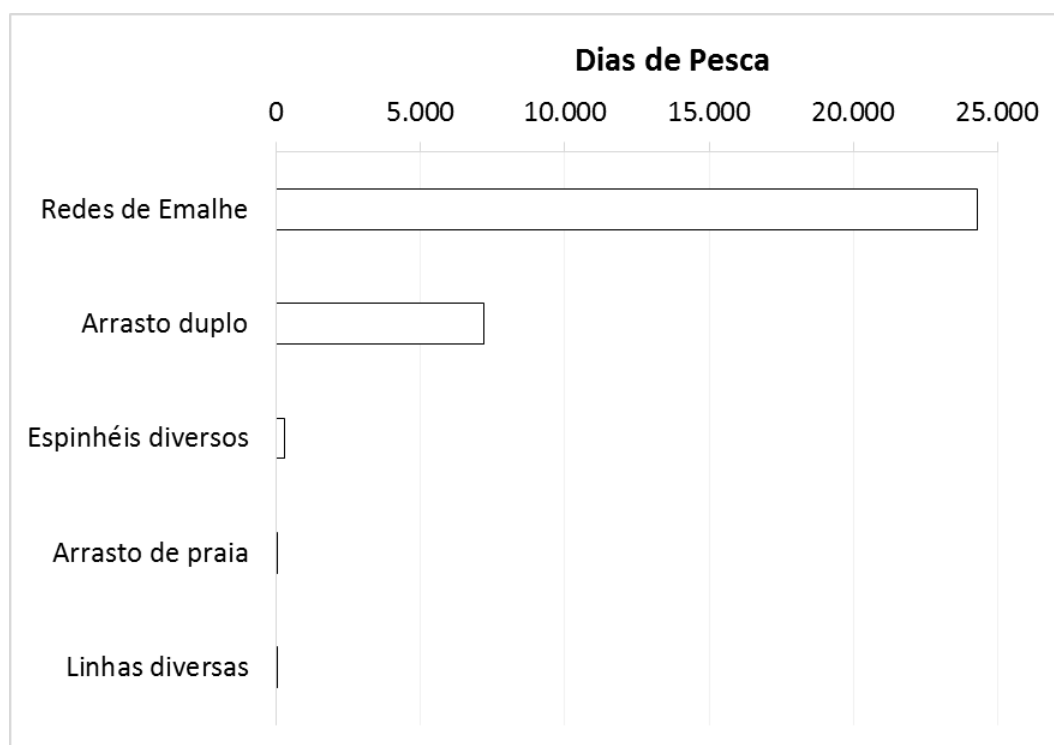 Dias de Pesca
0 5.000 10.000 15.000 20.000 25.000
Redes de Emalhe
Arrasto duplo
Espinhéis diversos
Arrasto de praia
Linhas diversas